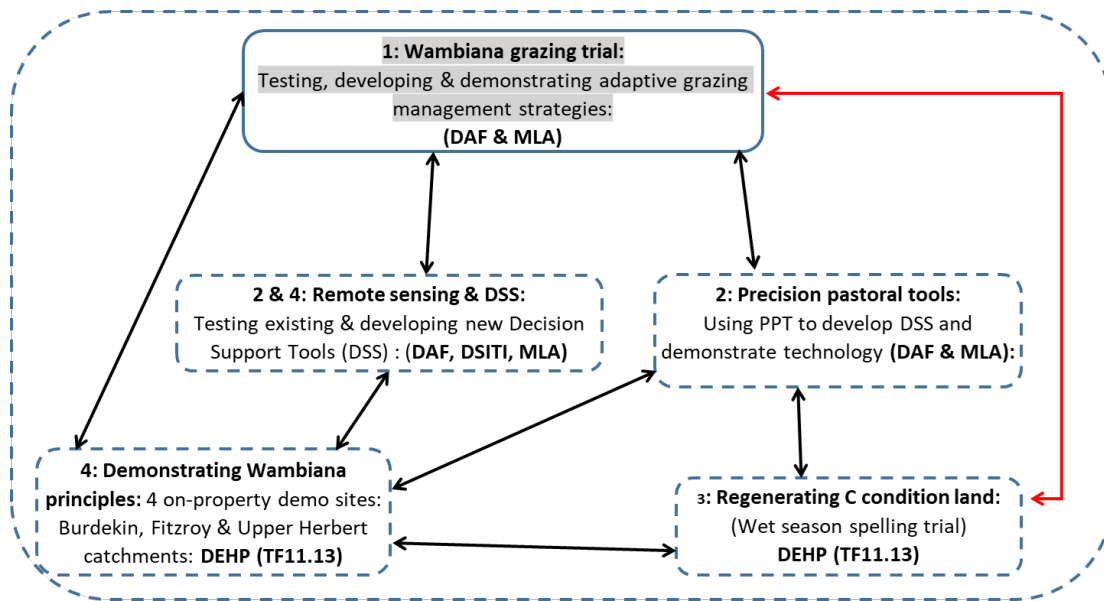 1: Wambiana grazing trial:
Testing, developing & demonstrating adaptive grazing
management strategies:
(DAF & MLA)
2 & 4: Remote sensing & DSS:
Testing existing & developing new Decision
Support Tools (DSS) : (DAF, DSITI, MLA)
2: Precision pastoral tools:
Using PPT to develop DSS and
demonstrate technology (DAF & MLA):
4: Demonstrating Wambiana
principles: 4 on-property demo sites:
Burdekin, Fitzroy & Upper Herbert
catchments: DEHP (TF11.13)
3: Regenerating C condition land:
(Wet season spelling trial)
DEHP (TF11.13)